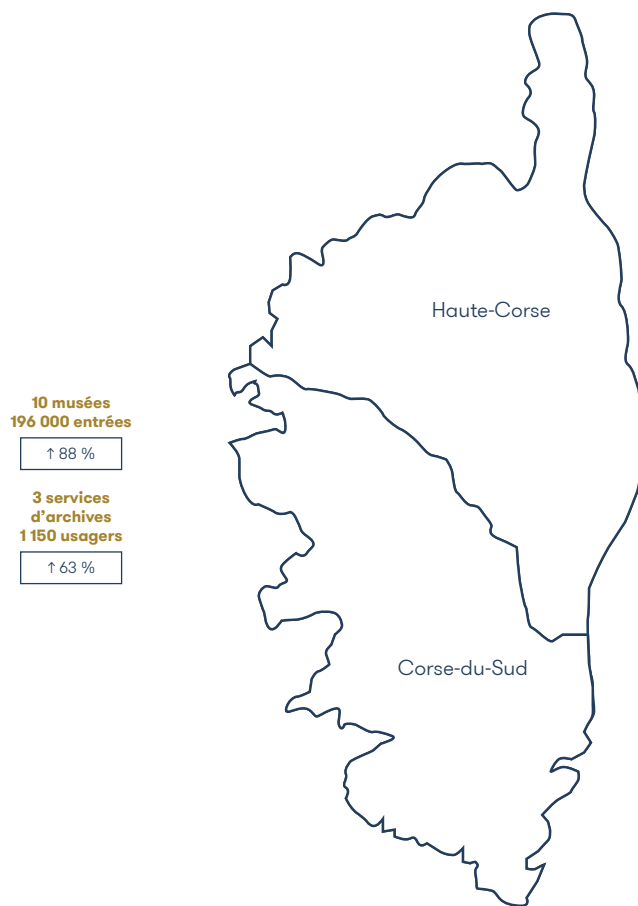 Haute-Corse
10 musées
196 000 entrées
↑ 88 %
3 services
d’archives
1 150 usagers
↑ 63 %
Corse-du-Sud